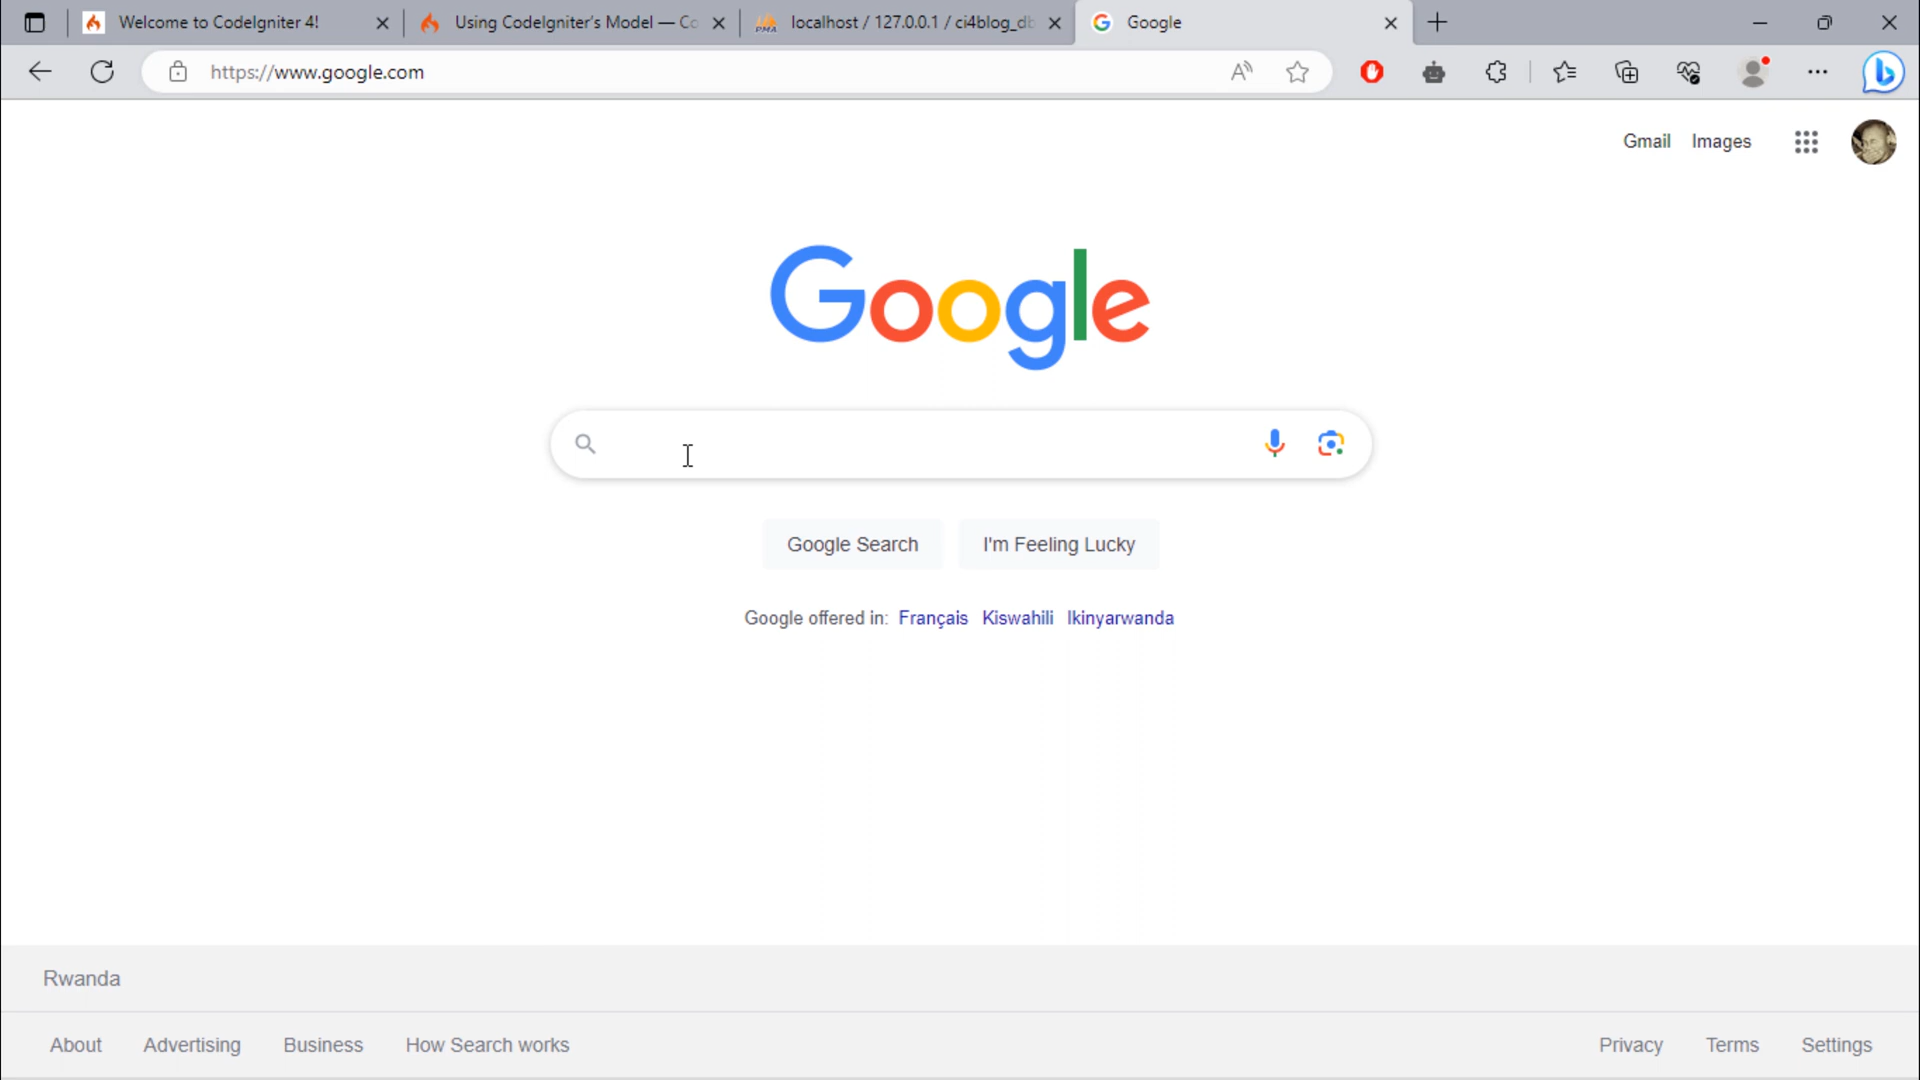 Welcome to CodeIgniter 4!
Using CodeIgniter's Model — Co
localhost / 127.0.0.1 / ci4blog_db
Google
https://www.google.com
Gmail Images
Google
Google Search I'm Feeling Lucky
Google offered in: Français Kiswahili Ikinyarwanda
Rwanda
About Advertising Business How Search works Privacy Terms Settings